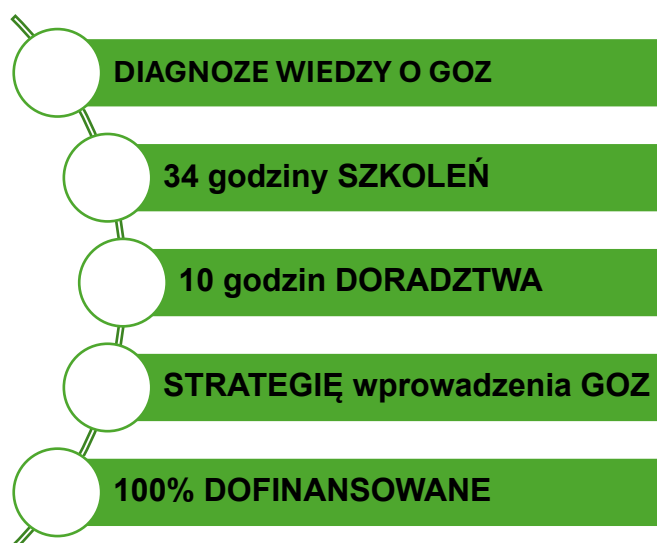 DIAGNOZE WIEDZY O GOZ
34 godziny SZKOLEŃ
10 godzin DORADZTWA
STRATEGIĘ wprowadzenia GOZ
100% DOFINANSOWANE